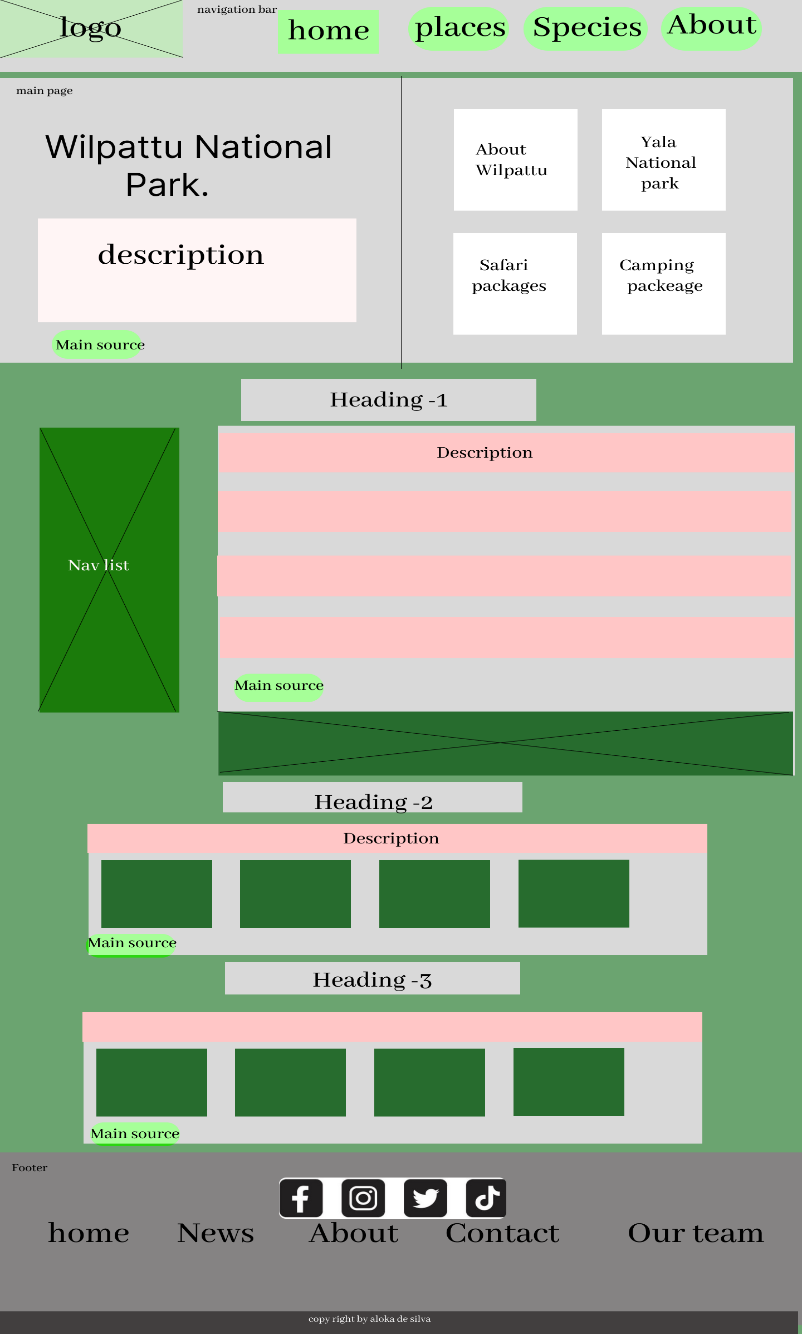 logo
navigation bar
home
places
Species
About
main page
Wilpattu National
Park.
description
Main source
About
Wilpattu
Yala
National
park
Safari
packages
Camping
packeage
Heading -1
Nav list
Description
Main source
Heading -2
Description
Main source
Heading -3
Main source
Footer
home
News
About
Contact
Our team
copy right by aloka de silva